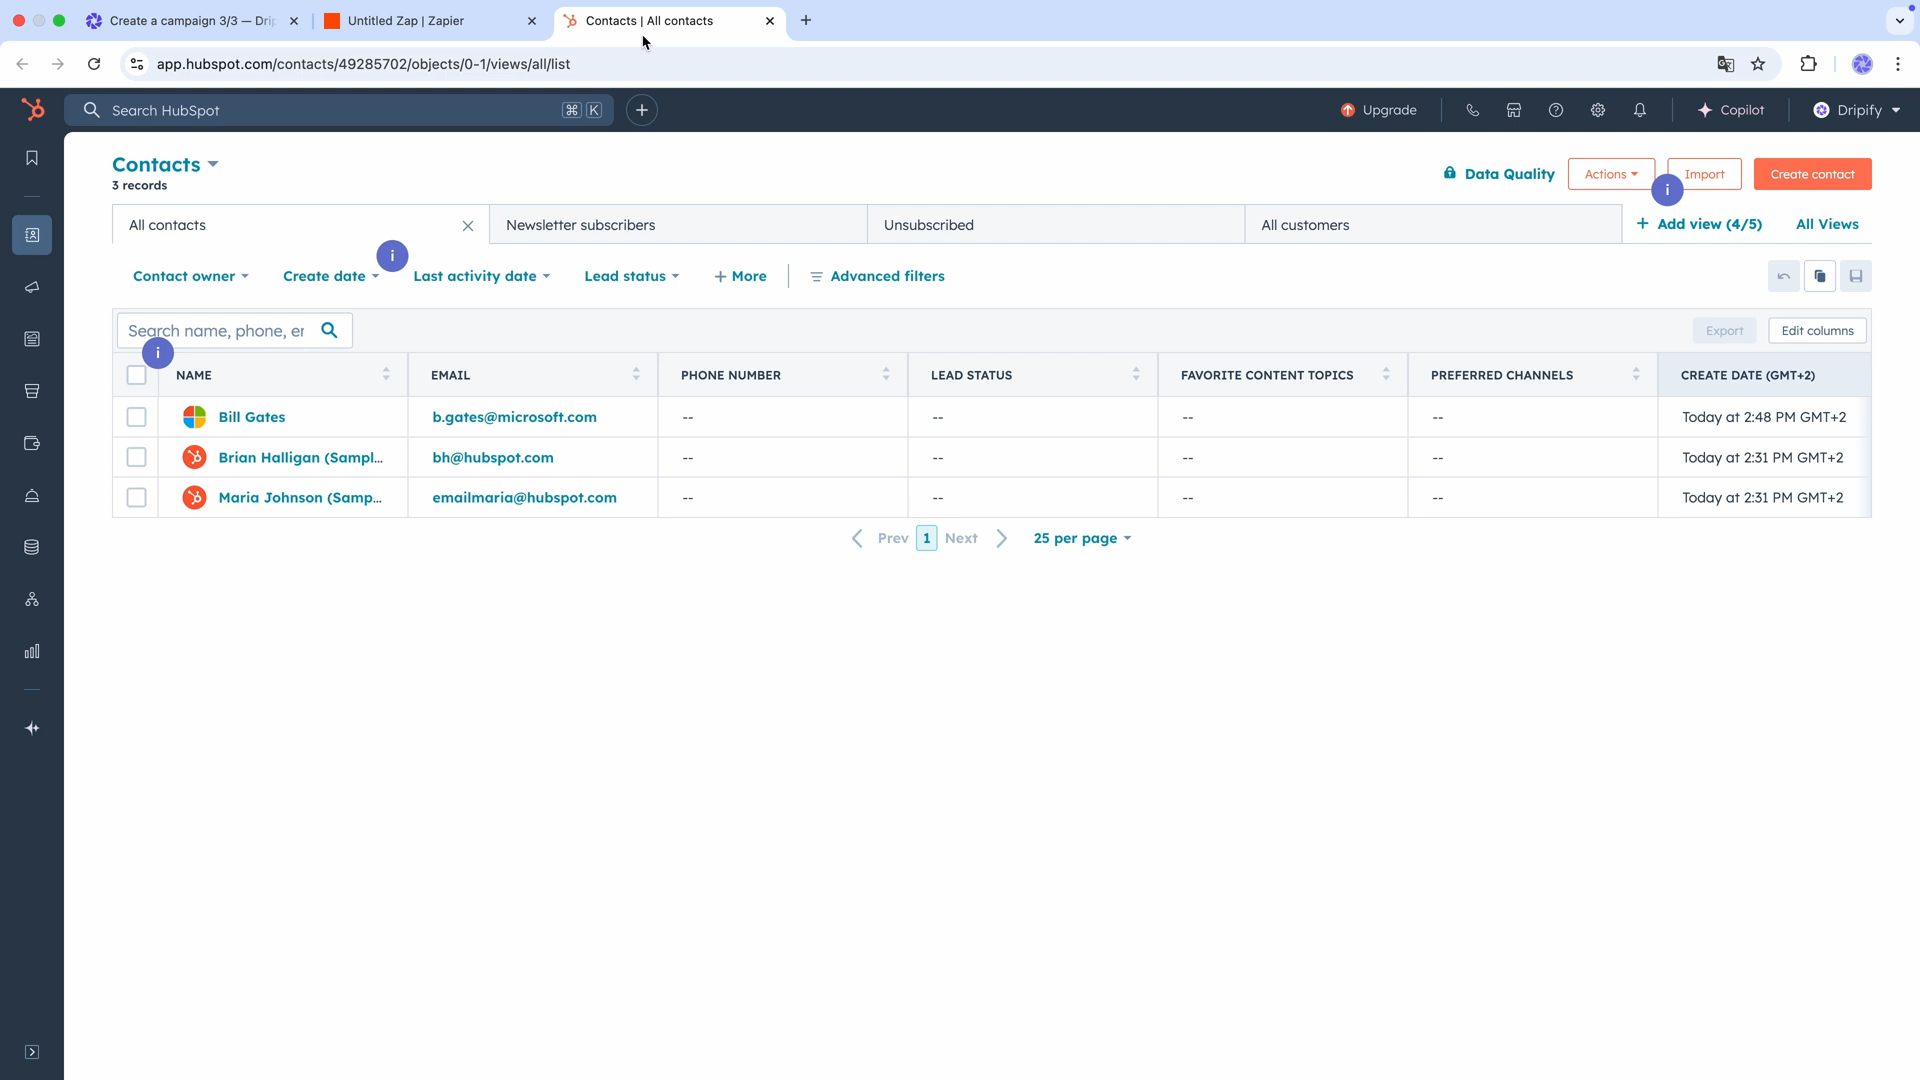 Create a campaign 3/3 — Drip
Untitled Zap | Zapier
Contacts | All contacts
app.hubspot.com/contacts/49285702/objects/0-1/views/all/list
Search HubSpot
⌘ K
Upgrade
Copilot
Dripify
Contacts
3 records
Data Quality
Actions
Import
Create contact
i
All contacts
Newsletter subscribers
Unsubscribed
All customers
+ Add view (4/5)
All Views
i
Contact owner
Create date
Last activity date
Lead status
+ More
Advanced filters
Search name, phone, er
Export
Edit columns
i
NAME EMAIL PHONE NUMBER LEAD STATUS FAVORITE CONTENT TOPICS PREFERRED CHANNELS CREATE DATE (GMT+2)
Bill Gates b.gates@microsoft.com -- -- -- -- Today at 2:48 PM GMT+2
Brian Halligan (Sampl... bh@hubspot.com -- -- -- -- Today at 2:31 PM GMT+2
Maria Johnson (Samp... emailmaria@hubspot.com -- -- -- -- Today at 2:31 PM GMT+2
Prev 1 Next 25 per page